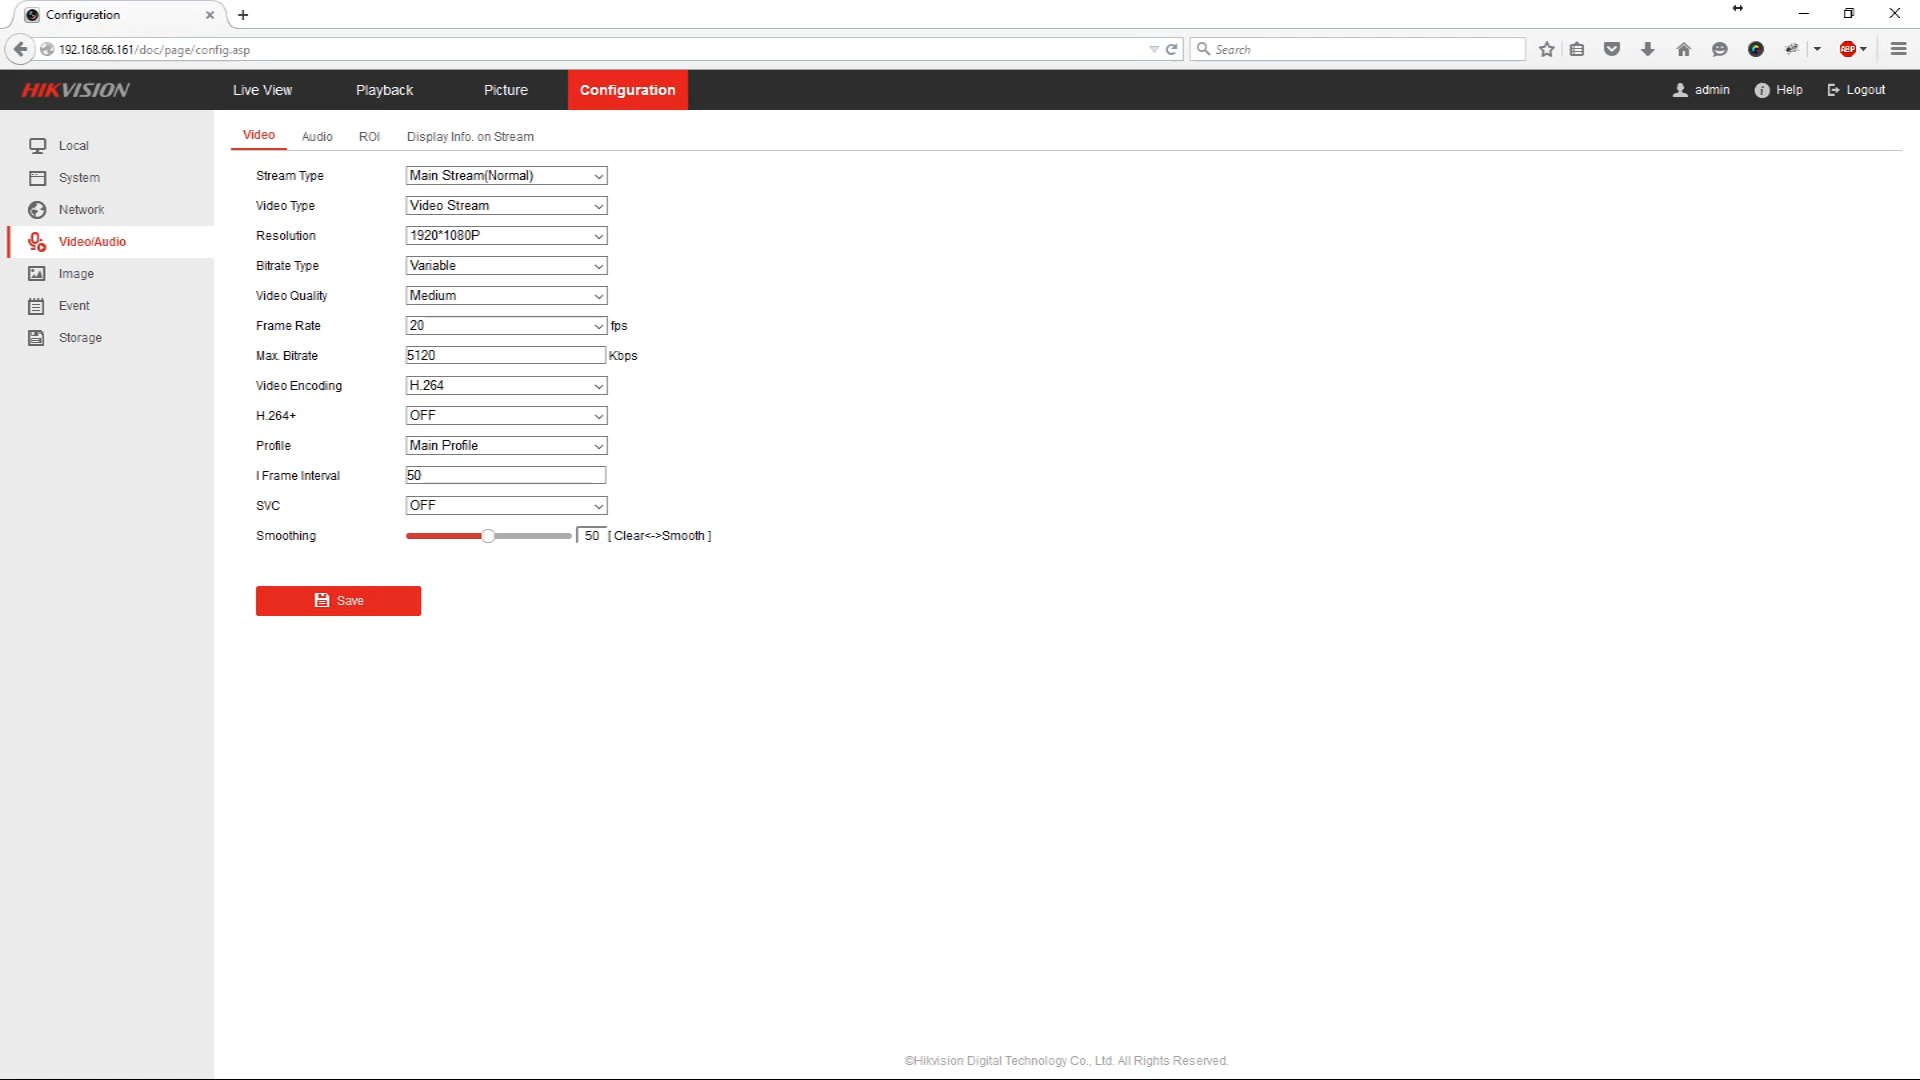 Configuration
192.168.66.161/doc/page/config.asp
Search
ABP
HIKVISION
Live View
Playback
Picture
Configuration
admin
Help
Logout
Local
System
Network
Video/Audio
Image
Event
Storage
Video
Audio
ROI
Display Info. on Stream
Stream Type
Main Stream(Normal)
Video Type
Video Stream
Resolution
1920*1080P
Bitrate Type
Variable
Video Quality
Medium
Frame Rate
20
fps
Max. Bitrate
5120
Kbps
Video Encoding
H.264
H.264+
OFF
Profile
Main Profile
I Frame Interval
50
SVC
OFF
Smoothing
50
[ Clear<->Smooth ]
Save
©Hikvision Digital Technology Co., Ltd. All Rights Reserved.